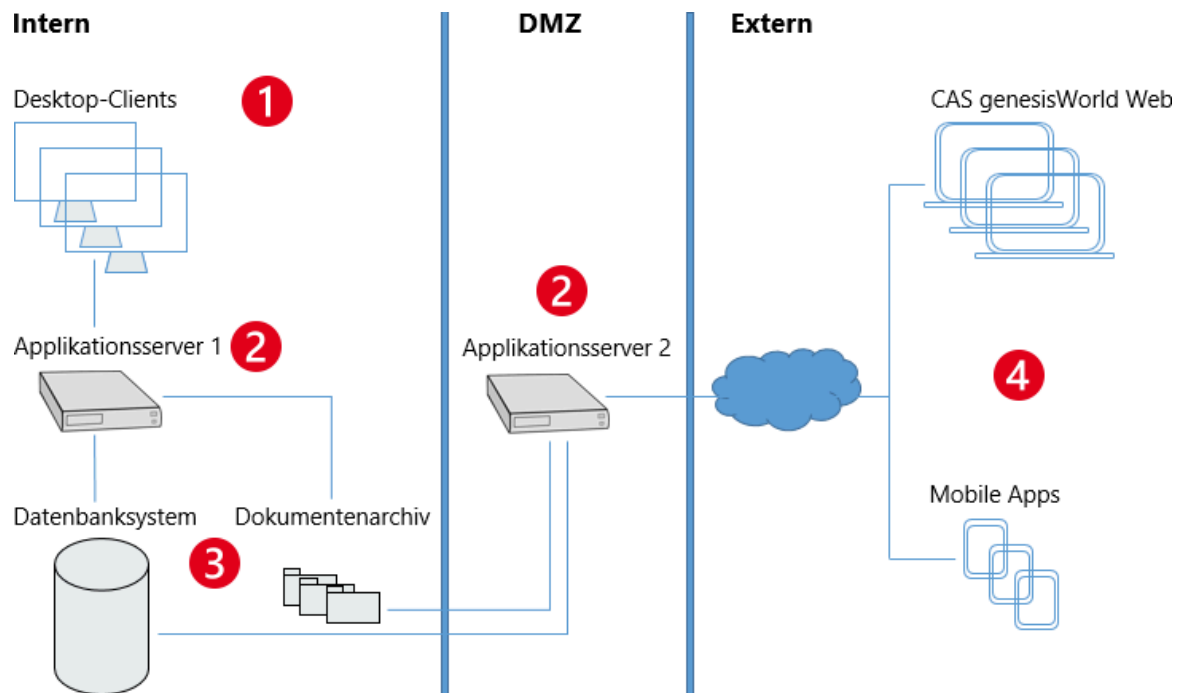 Intern
DMZ
Extern
Desktop-Clients
1
CAS genesisWorld Web
2
Applikationsserver 1
2
Applikationsserver 2
4
Datenbanksystem
Dokumentenarchiv
3
Mobile Apps